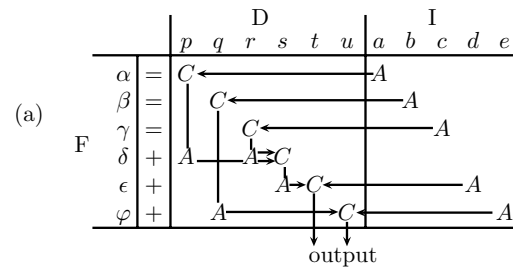 D I
p q r s t u a b c d e
α = C A
β = C A
(a) γ = C A
F δ + A A C
ϵ + A C A
φ + A C A
output